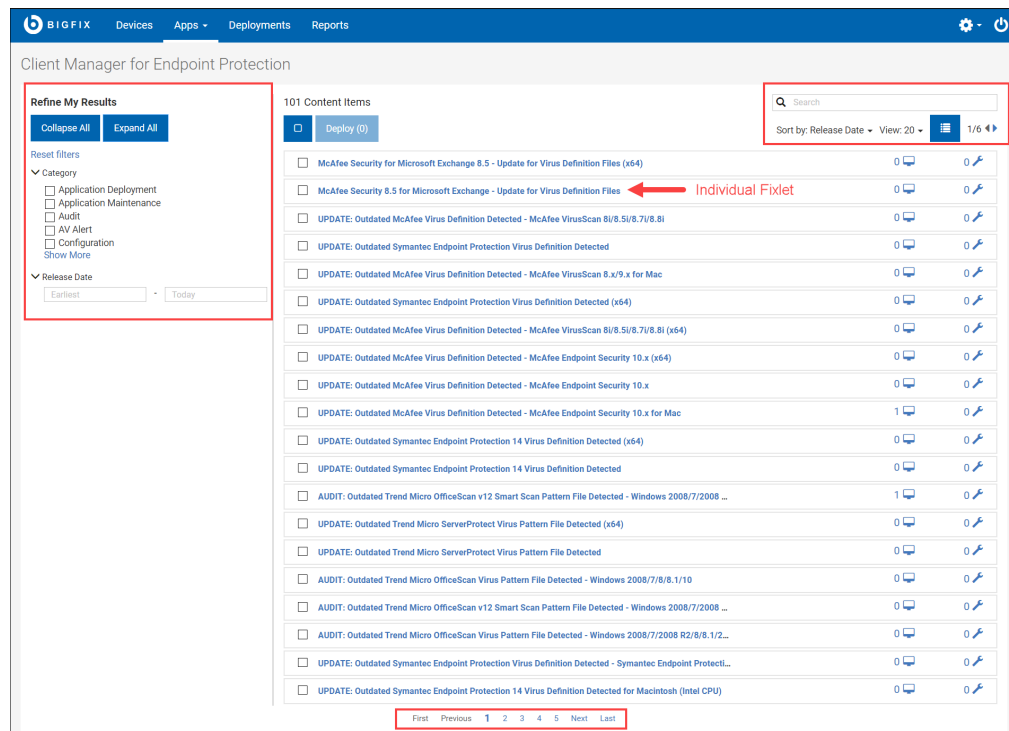 BIGFIX Devices Apps Deployments Reports
Client Manager for Endpoint Protection
Refine My Results
Collapse All Expand All
Reset filters
Category
Application Deployment
Application Maintenance
Audit
AV Alert
Configuration
Show More
Release Date
Earliest - Today
101 Content Items
Deploy (0)
Search
Sort by: Release Date View: 20 1/6
McAfee Security for Microsoft Exchange 8.5 - Update for Virus Definition Files (x64) 0 0
McAfee Security 8.5 for Microsoft Exchange - Update for Virus Definition Files Individual Fixlet 0 0
UPDATE: Outdated McAfee Virus Definition Detected - McAfee VirusScan 8i/8.5i/8.7i/8.8i 0 0
UPDATE: Outdated Symantec Endpoint Protection Virus Definition Detected 0 0
UPDATE: Outdated McAfee Virus Definition Detected - McAfee VirusScan 8.x/9.x for Mac 0 0
UPDATE: Outdated Symantec Endpoint Protection Virus Definition Detected (x64) 0 0
UPDATE: Outdated McAfee Virus Definition Detected - McAfee VirusScan 8i/8.5i/8.7i/8.8i (x64) 0 0
UPDATE: Outdated McAfee Virus Definition Detected - McAfee Endpoint Security 10.x (x64) 0 0
UPDATE: Outdated McAfee Virus Definition Detected - McAfee Endpoint Security 10.x 0 0
UPDATE: Outdated McAfee Virus Definition Detected - McAfee Endpoint Security 10.x for Mac 1 0
UPDATE: Outdated Symantec Endpoint Protection 14 Virus Definition Detected (x64) 0 0
UPDATE: Outdated Symantec Endpoint Protection 14 Virus Definition Detected 0 0
AUDIT: Outdated Trend Micro OfficeScan v12 Smart Scan Pattern File Detected - Windows 2008/7/2008 ... 1 0
UPDATE: Outdated Trend Micro ServerProtect Virus Pattern File Detected (x64) 0 0
UPDATE: Outdated Trend Micro ServerProtect Virus Pattern File Detected 0 0
AUDIT: Outdated Trend Micro OfficeScan Virus Pattern File Detected - Windows 2008/7/8/8.1/10 0 0
AUDIT: Outdated Trend Micro OfficeScan v12 Smart Scan Pattern File Detected - Windows 2008/7/2008 ... 0 0
AUDIT: Outdated Trend Micro OfficeScan Virus Pattern File Detected - Windows 2008/7/2008 R2/8/8.1/2... 0 0
UPDATE: Outdated Symantec Endpoint Protection Virus Definition Detected - Symantec Endpoint Protecti... 0 0
UPDATE: Outdated Symantec Endpoint Protection 14 Virus Definition Detected for Macintosh (Intel CPU) 0 0
First Previous 1 2 3 4 5 Next Last